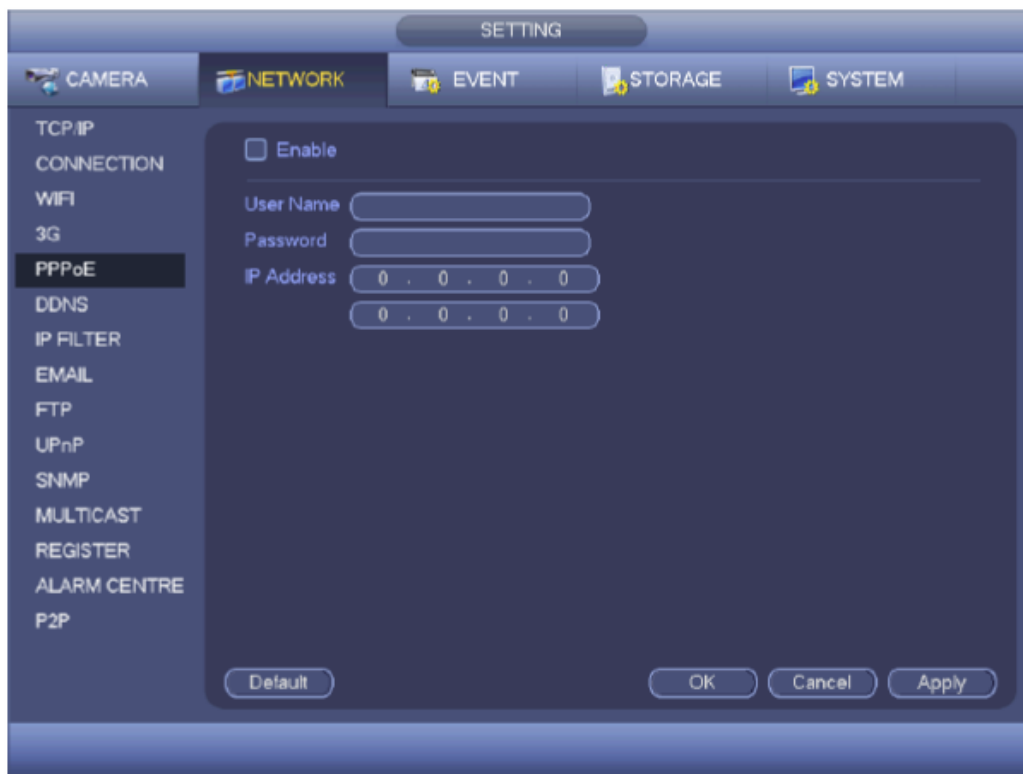 SETTING
CAMERA NETWORK EVENT STORAGE SYSTEM
TCP/IP
CONNECTION
WIFI
3G
PPPoE
DDNS
IP FILTER
EMAIL
FTP
UPnP
SNMP
MULTICAST
REGISTER
ALARM CENTRE
P2P
Enable
User Name
Password
IP Address 0 . 0 . 0 . 0
0 . 0 . 0 . 0
Default OK Cancel Apply